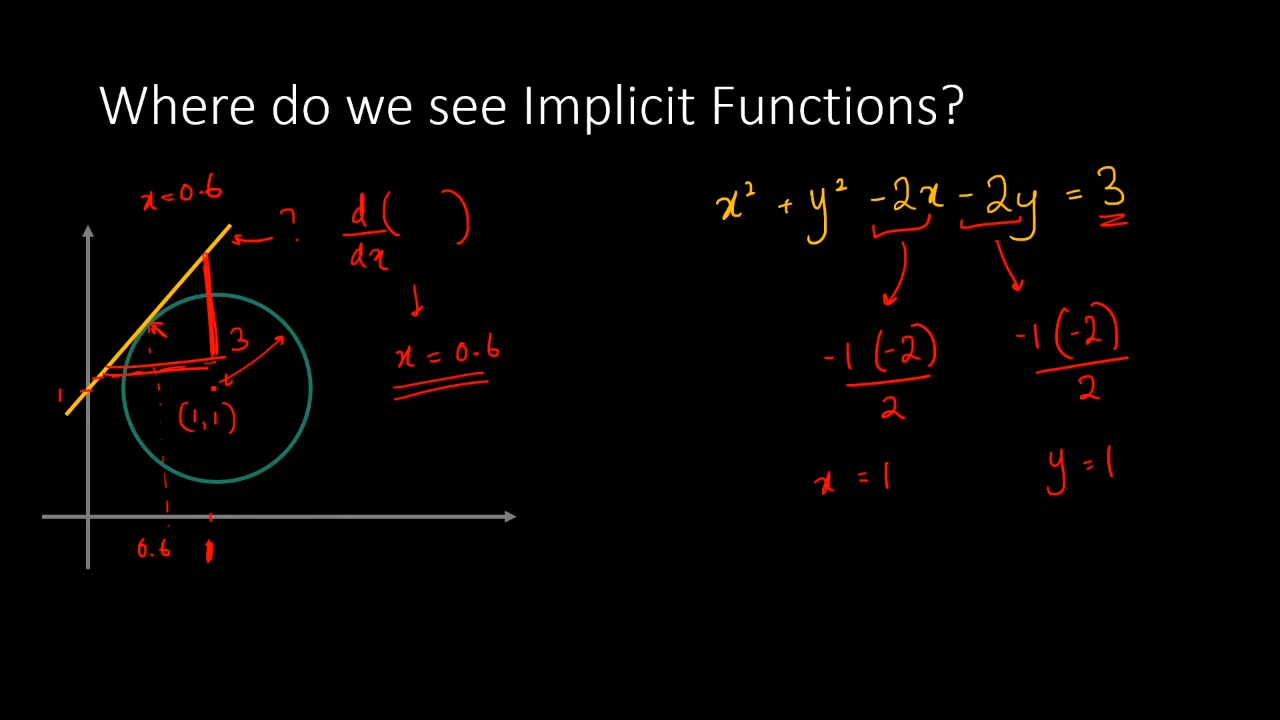 Where do we see Implicit Functions?
x = 0.6
?
d/dx ( )
x² + y² -2x - 2y = 3
x = 0.6
3
1
(1,1)
-1 (-2) / 2
-1 (-2) / 2
x = 1
y = 1
0.6
1